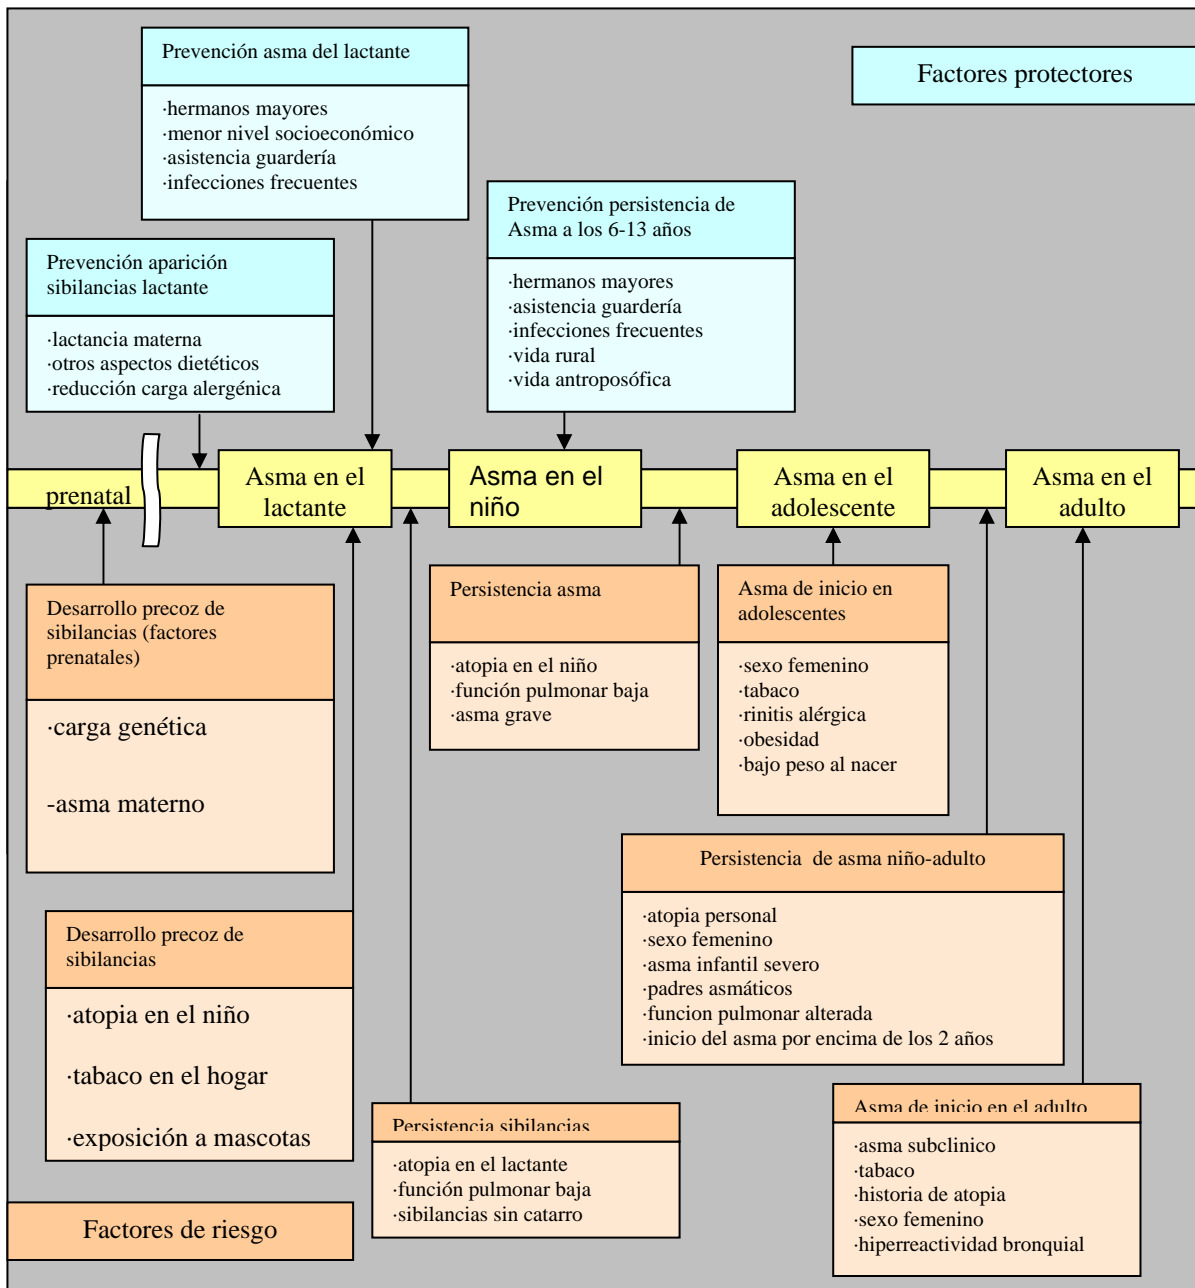 Prevención asma del lactante
·hermanos mayores
·menor nivel socioeconómico
·asistencia guardería
·infecciones frecuentes
Factores protectores
Prevención aparición
sibilancias lactante
·lactancia materna
·otros aspectos dietéticos
·reducción carga alergénica
Prevención persistencia de
Asma a los 6-13 años
·hermanos mayores
·asistencia guardería
·infecciones frecuentes
·vida rural
·vida antroposófica
prenatal
Asma en el
lactante
Asma en el
niño
Asma en el
adolescente
Asma en el
adulto
Desarrollo precoz de
sibilancias (factores
prenatales)
·carga genética
-asma materno
Desarrollo precoz de
sibilancias
·atopia en el niño
·tabaco en el hogar
·exposición a mascotas
Persistencia asma
·atopia en el niño
·función pulmonar baja
·asma grave
Asma de inicio en
adolescentes
·sexo femenino
·tabaco
·rinitis alérgica
·obesidad
·bajo peso al nacer
Persistencia de asma niño-adulto
·atopia personal
·sexo femenino
·asma infantil severo
·padres asmáticos
·funcion pulmonar alterada
·inicio del asma por encima de los 2 años
Persistencia sibilancias
·atopia en el lactante
·función pulmonar baja
·sibilancias sin catarro
Asma de inicio en el adulto
·asma subclinico
·tabaco
·historia de atopia
·sexo femenino
·hiperreactividad bronquial
Factores de riesgo